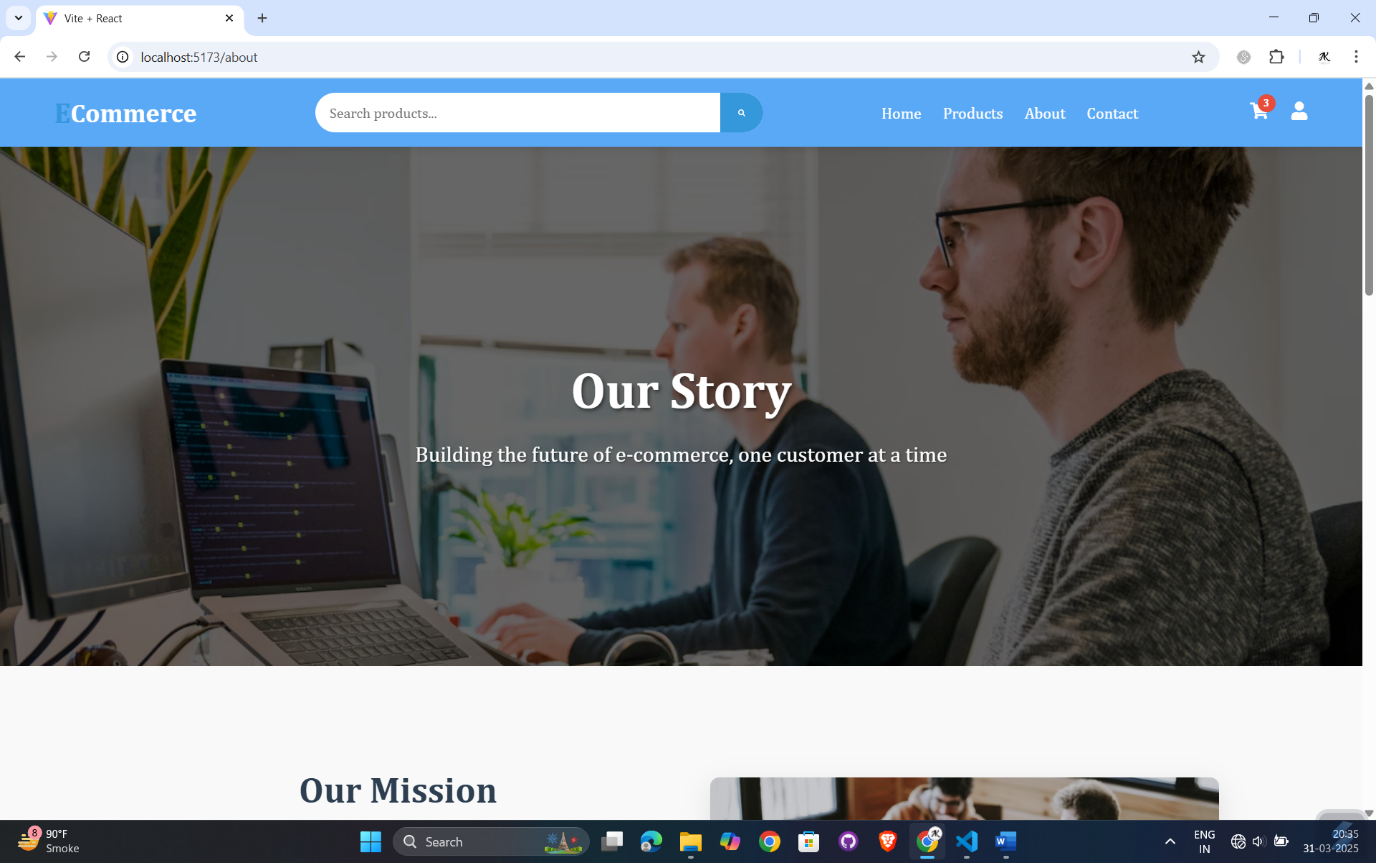 Vite + React
localhost:5173/about
ECommerce
Search products...
Home Products About Contact
3
Our Story
Building the future of e-commerce, one customer at a time
Our Mission
8
90°F
Smoke
Search
W
ENG
IN
20:35
31-03-2025